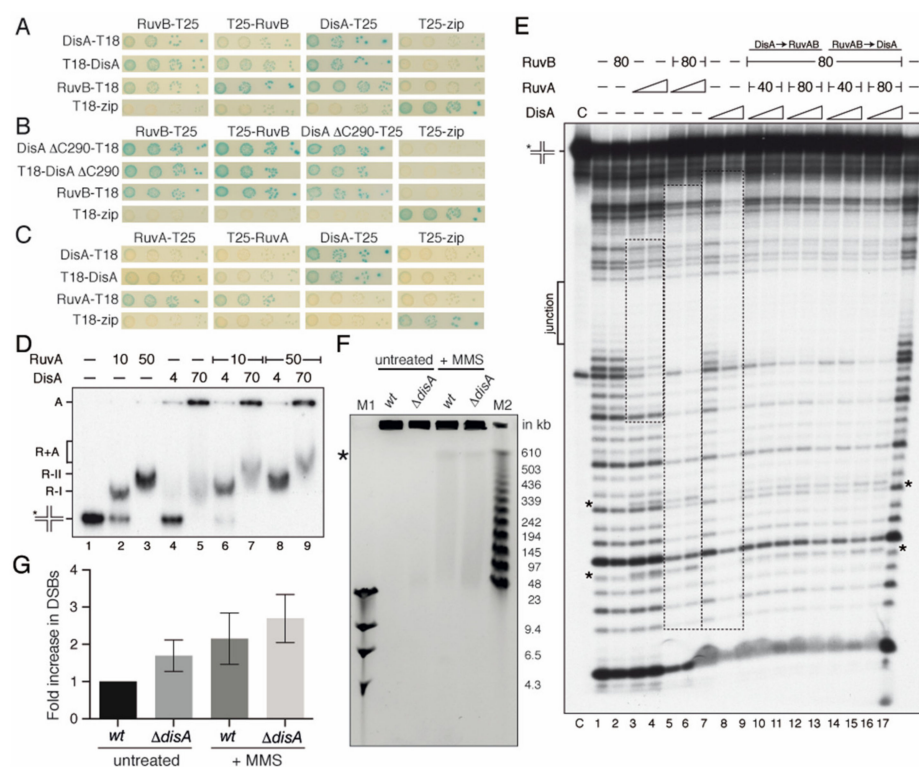 A
RuvB-T25 T25-RuvB DisA-T25 T25-zip
DisA-T18
T18-DisA
RuvB-T18
T18-zip
B
RuvB-T25 T25-RuvB DisA ΔC290-T25 T25-zip
DisA ΔC290-T18
T18-DisA ΔC290
RuvB-T18
T18-zip
C
RuvA-T25 T25-RuvA DisA-T25 T25-zip
DisA-T18
T18-DisA
RuvA-T18
T18-zip
D
RuvA – 10 50 – – 10 50
DisA – – – 4 70 4 70 4 70
A
R+A
R-II
R-I
*
1 2 3 4 5 6 7 8 9
E
DisA→RuvAB RuvAB→DisA
RuvB – 80 – – 80 – – 80 –
RuvA – – – – 40 80 40 80 –
DisA C – – – – – – –
*
junction
*
*
*
*
C 1 2 3 4 5 6 7 8 9 10 11 12 13 14 15 16 17
F
untreated + MMS
M1 wt ΔdisA wt ΔdisA M2
in kb
*
610
503
436
339
242
194
145
97
48
23
9.4
6.5
4.3
G
Fold increase in DSBs
4
3
2
1
0
wt ΔdisA wt ΔdisA
untreated + MMS